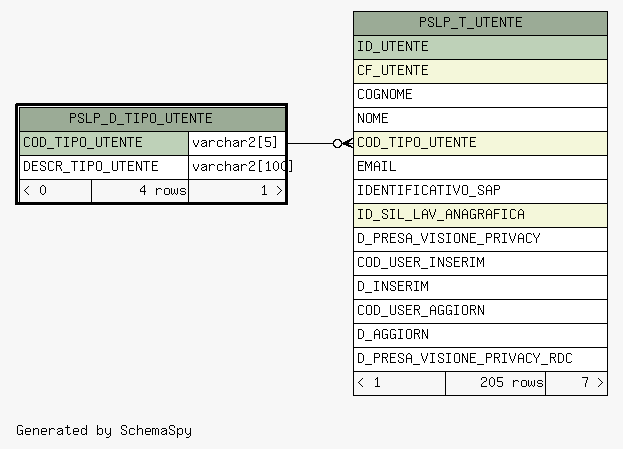 PSLP_D_TIPO_UTENTE
COD_TIPO_UTENTE varchar2[5]
DESCR_TIPO_UTENTE varchar2[100]
< 0 4 rows 1 >
PSLP_T_UTENTE
ID_UTENTE
CF_UTENTE
COGNOME
NOME
COD_TIPO_UTENTE
EMAIL
IDENTIFICATIVO_SAP
ID_SIL_LAV_ANAGRAFICA
D_PRESA_VISIONE_PRIVACY
COD_USER_INSERIM
D_INSERIM
COD_USER_AGGIORN
D_AGGIORN
D_PRESA_VISIONE_PRIVACY_RDC
< 1 205 rows 7 >
Generated by SchemaSpy